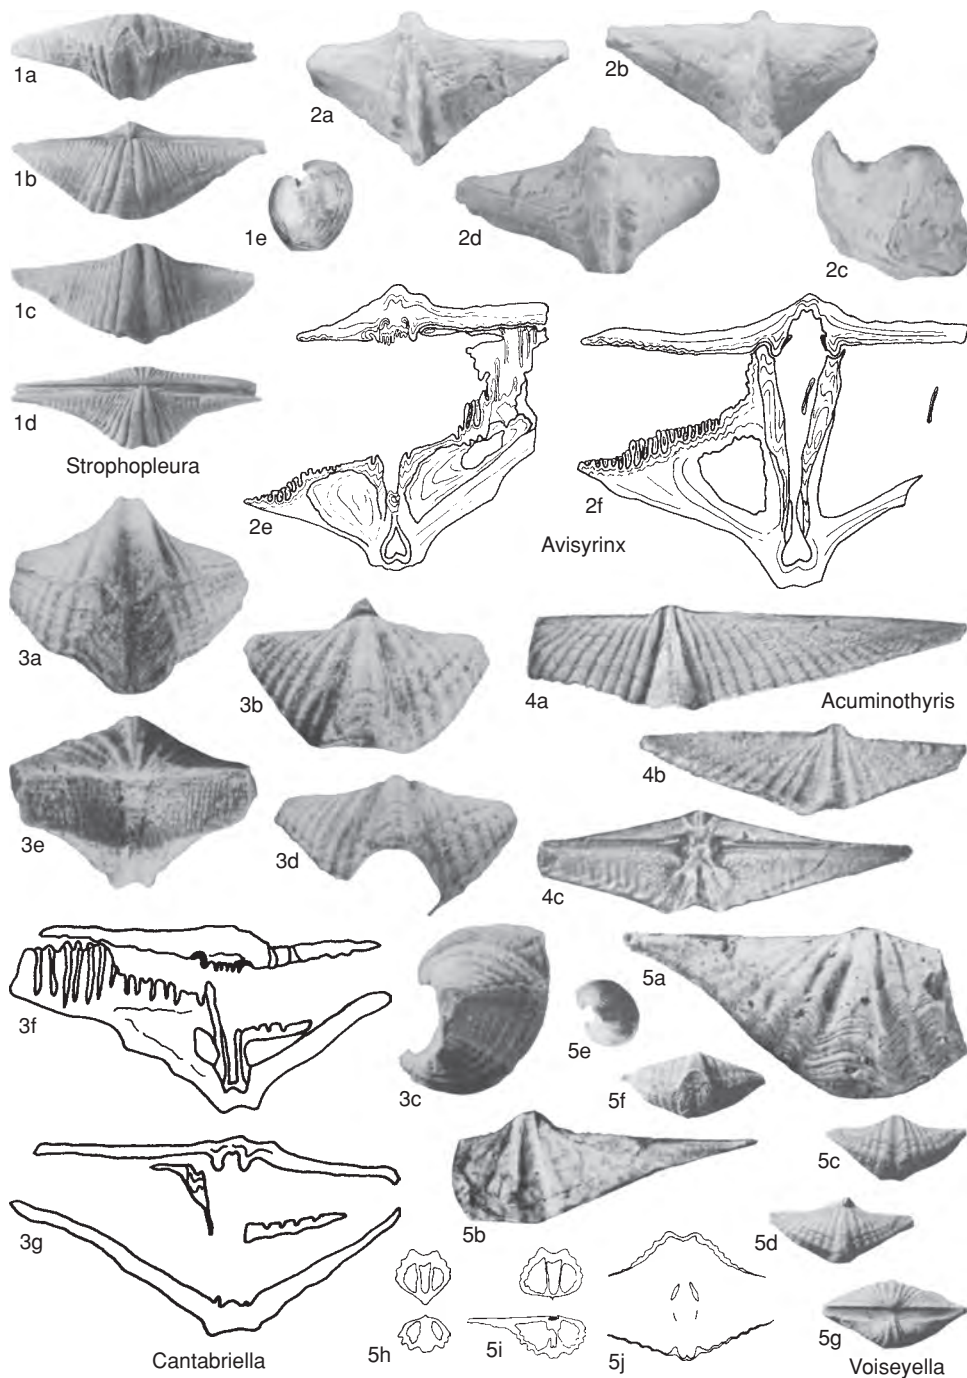 1a
2a
2b
1b
1e
2d
2c
1c
1d
Strophopleura
2e
2f
Avisyrinx
3a
3b
4a
Acuminothyris
4b
3e
3d
4c
5a
3f
3c
5e
5f
5c
5b
5d
3g
5h
5i
5j
5g
Cantabriella
Voiseyella